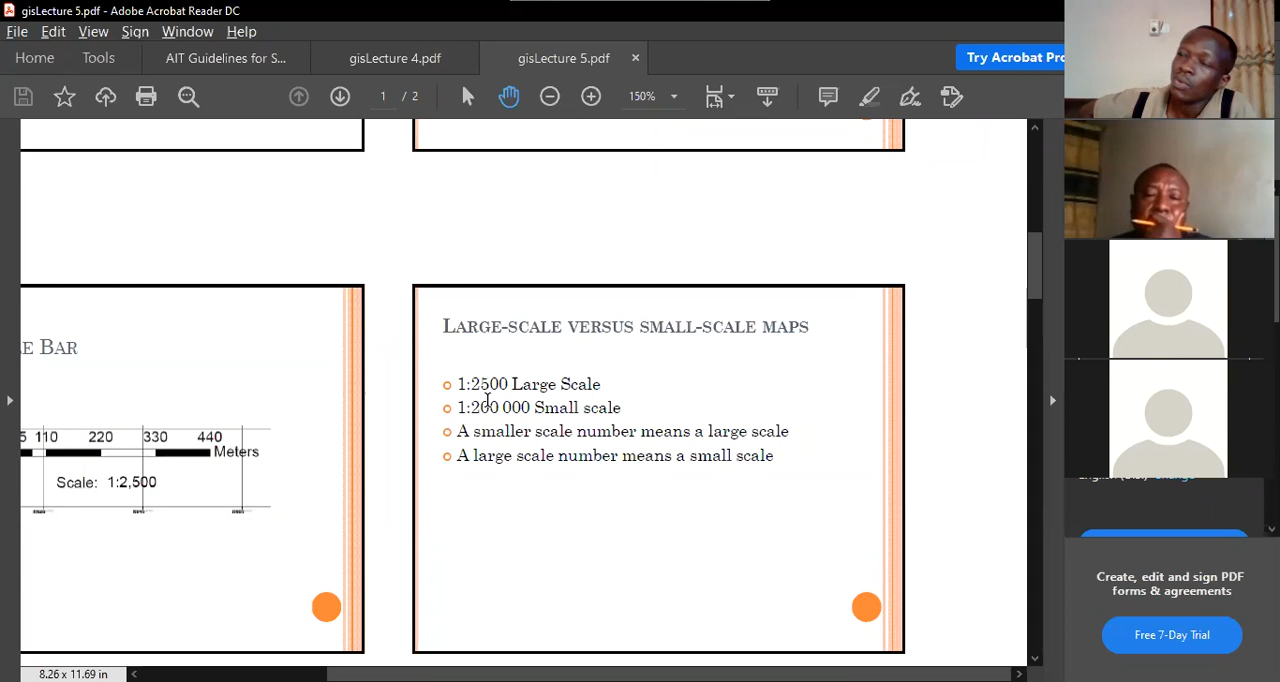 gisLecture 5.pdf - Adobe Acrobat Reader DC
File Edit View Sign Window Help
Home Tools AIT Guidelines for S... gisLecture 4.pdf gisLecture 5.pdf × Try Acrobat Pro
1 / 2 150%
E BAR
110 220 330 440
Meters
Scale: 1:2,500
LARGE-SCALE VERSUS SMALL-SCALE MAPS
1:2500 Large Scale
1:200 000 Small scale
A smaller scale number means a large scale
A large scale number means a small scale
Create, edit and sign PDF
forms & agreements
Free 7-Day Trial
8.26 x 11.69 in